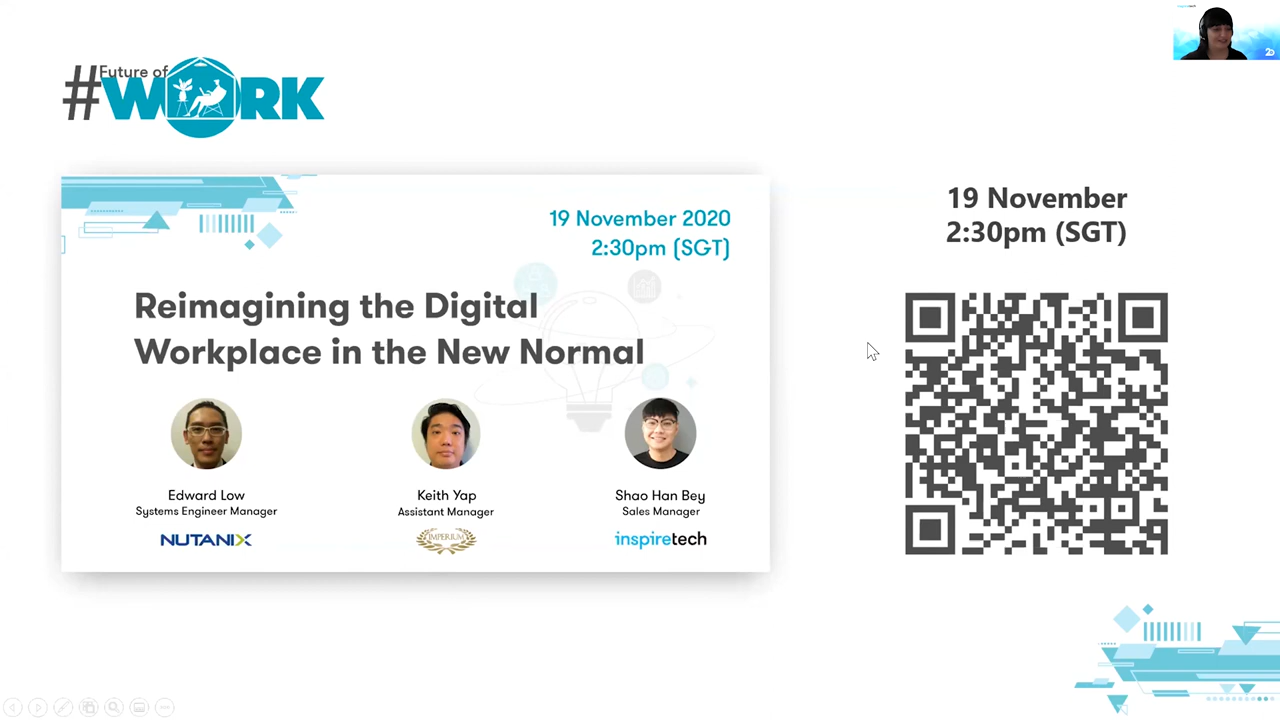 #Future of
WORK
19 November 2020
2:30pm (SGT)
Reimagining the Digital
Workplace in the New Normal
Edward Low
Systems Engineer Manager
NUTANIX
Keith Yap
Assistant Manager
IMPERIUM
Shao Han Bey
Sales Manager
inspiretech
19 November
2:30pm (SGT)